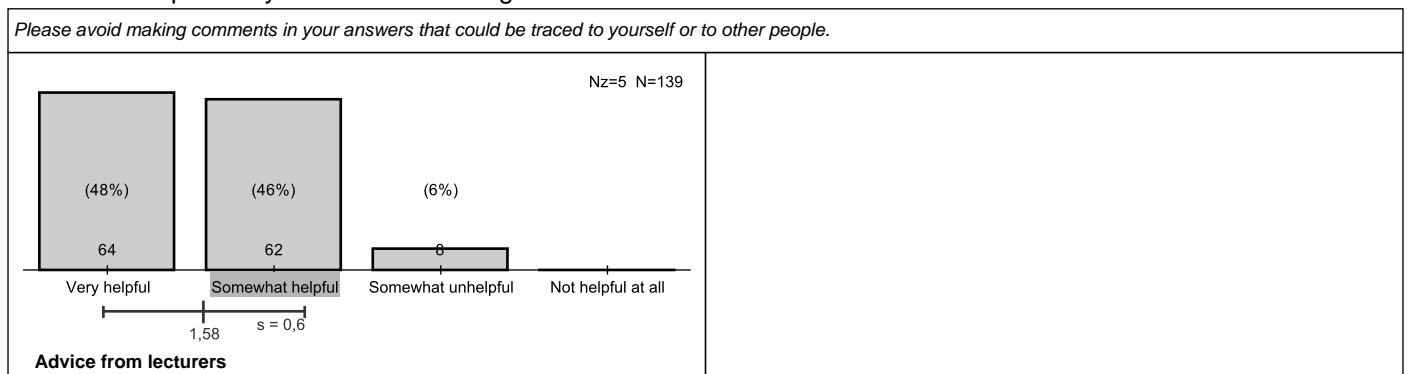 Please avoid making comments in your answers that could be traced to yourself or to other people.
Nz=5 N=139
(48%) (46%) (6%)
64 62 8
Very helpful Somewhat helpful Somewhat unhelpful Not helpful at all
1,58 s = 0,6
Advice from lecturers